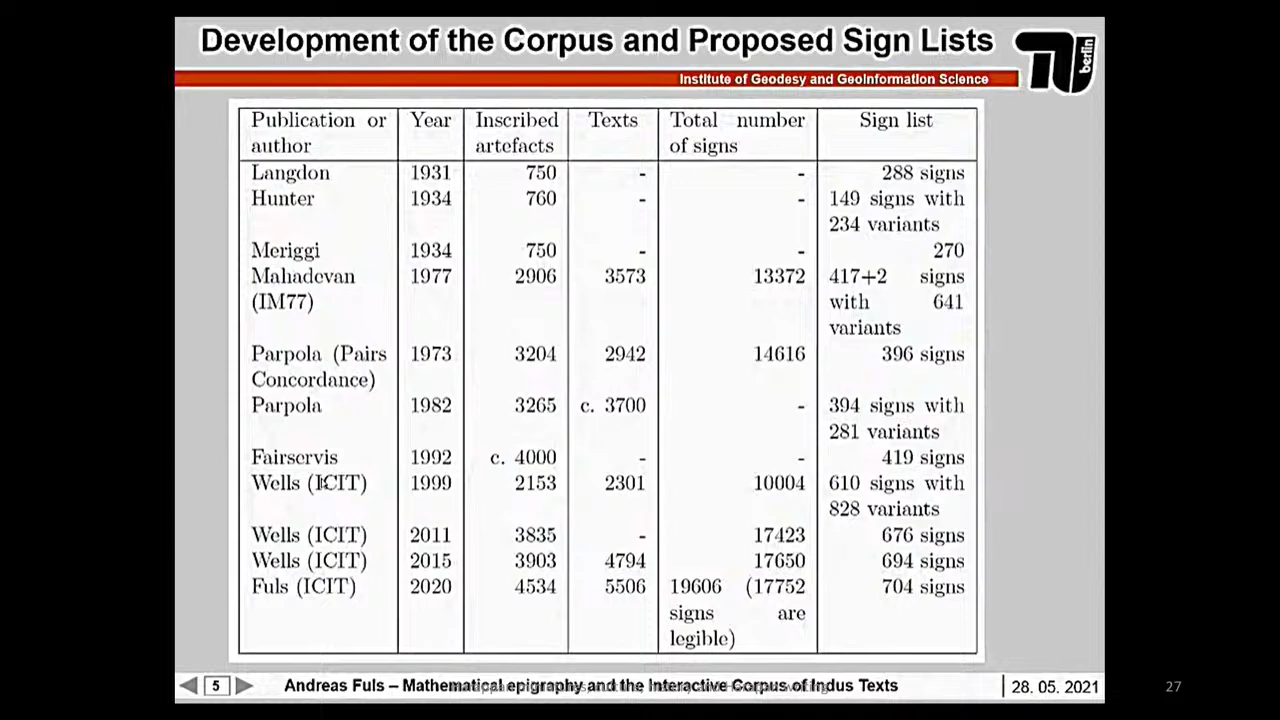 Development of the Corpus and Proposed Sign Lists
berlin
Institute of Geodesy and Geoinformation Science
Publication or author | Year | Inscribed artefacts | Texts | Total number of signs | Sign list
Langdon | 1931 | 750 | - | - | 288 signs
Hunter | 1934 | 760 | - | - | 149 signs with 234 variants
Meriggi | 1934 | 750 | - | - | 270
Mahadevan (IM77) | 1977 | 2906 | 3573 | 13372 | 417+2 signs with 641 variants
Parpola (Pairs Concordance) | 1973 | 3204 | 2942 | 14616 | 396 signs
Parpola | 1982 | 3265 | c. 3700 | - | 394 signs with 281 variants
Fairservis | 1992 | c. 4000 | - | - | 419 signs
Wells (ICIT) | 1999 | 2153 | 2301 | 10004 | 610 signs with 828 variants
Wells (ICIT) | 2011 | 3835 | - | 17423 | 676 signs
Wells (ICIT) | 2015 | 3903 | 4794 | 17650 | 694 signs
Fuls (ICIT) | 2020 | 4534 | 5506 | 19606 (17752 signs are legible) | 704 signs
5
Andreas Fuls – Mathematical epigraphy and the Interactive Corpus of Indus Texts
28. 05. 2021
27